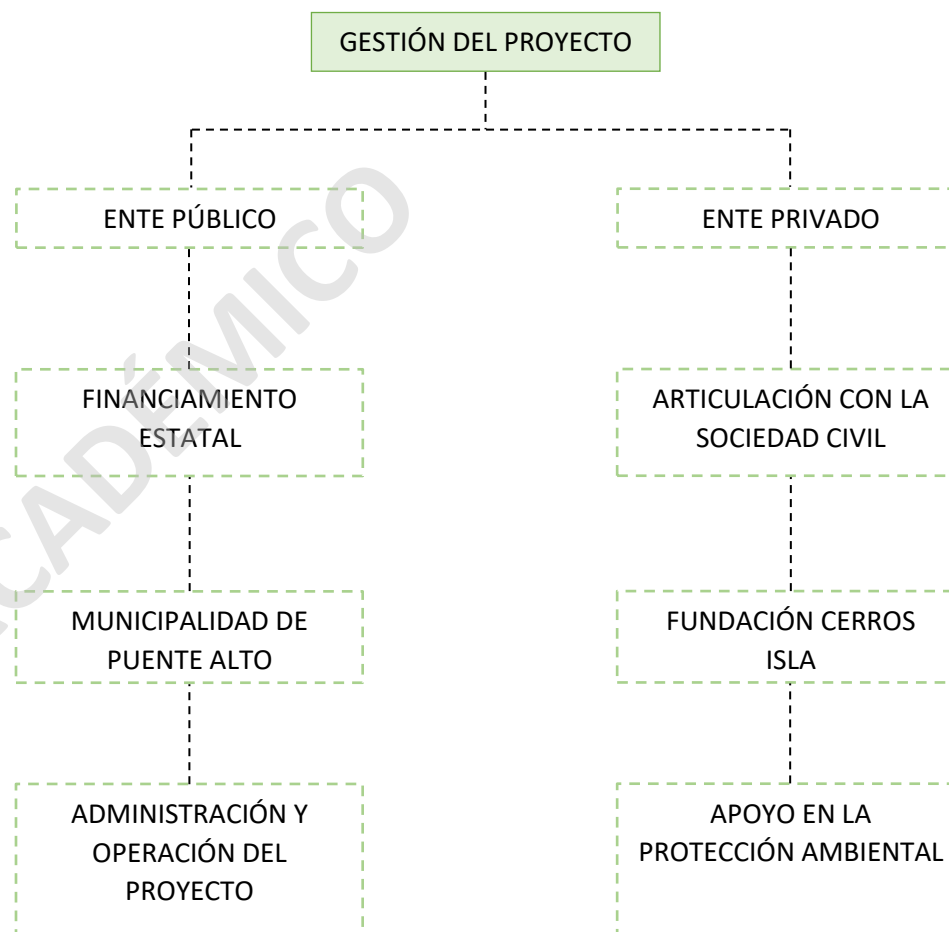 GESTIÓN DEL PROYECTO
ENTE PÚBLICO
ENTE PRIVADO
FINANCIAMIENTO
ESTATAL
ARTICULACIÓN CON LA
SOCIEDAD CIVIL
MUNICIPALIDAD DE
PUENTE ALTO
FUNDACIÓN CERROS
ISLA
ADMINISTRACIÓN Y
OPERACIÓN DEL
PROYECTO
APOYO EN LA
PROTECCIÓN AMBIENTAL
ACADÉMICO